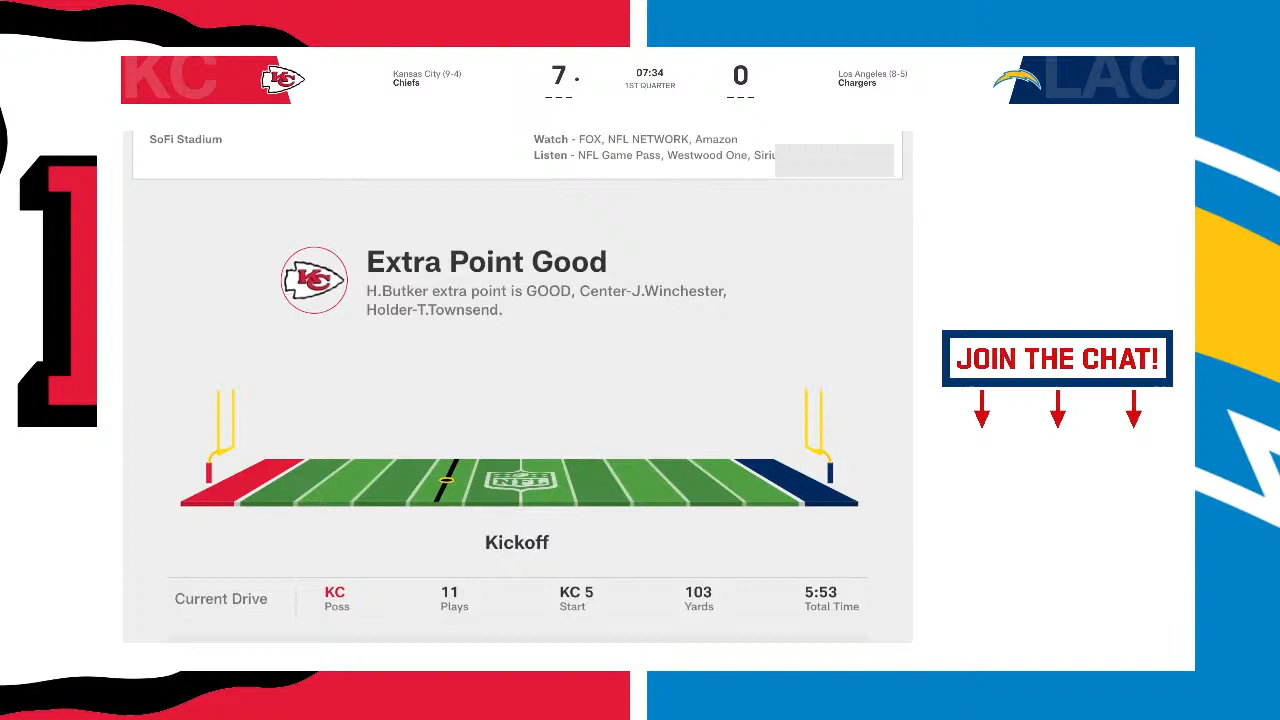 KC
Kansas City (9-4)
Chiefs
7
07:34
1ST QUARTER
0
Los Angeles (8-5)
Chargers
LAC
SoFi Stadium
Watch - FOX, NFL NETWORK, Amazon
Listen - NFL Game Pass, Westwood One, Siriu
KC
Extra Point Good
H.Butker extra point is GOOD, Center-J.Winchester,
Holder-T.Townsend.
JOIN THE CHAT!
NFL
Kickoff
Current Drive
KC
Poss
11
Plays
KC 5
Start
103
Yards
5:53
Total Time